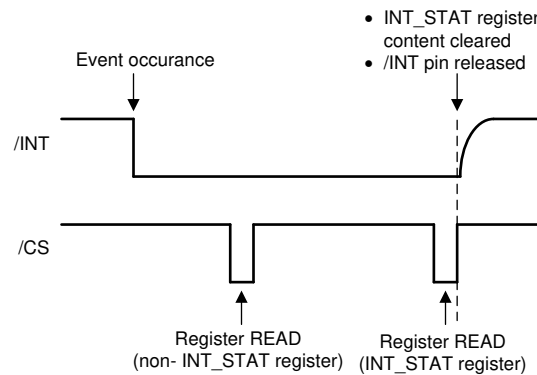 • INT_STAT register
content cleared
• /INT pin released
Event occurance
/INT
/CS
Register READ
(non- INT_STAT register)
Register READ
(INT_STAT register)